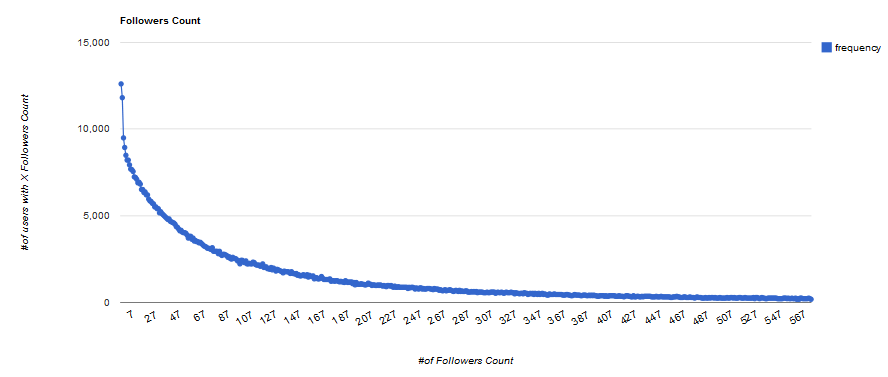 Followers Count
15,000
frequency
10,000
5,000
0
#of users with X Followers Count
7 27 47 67 87 107 127 147 167 187 207 227 247 267 287 307 327 347 367 387 407 427 447 467 487 507 527 547 567
#of Followers Count